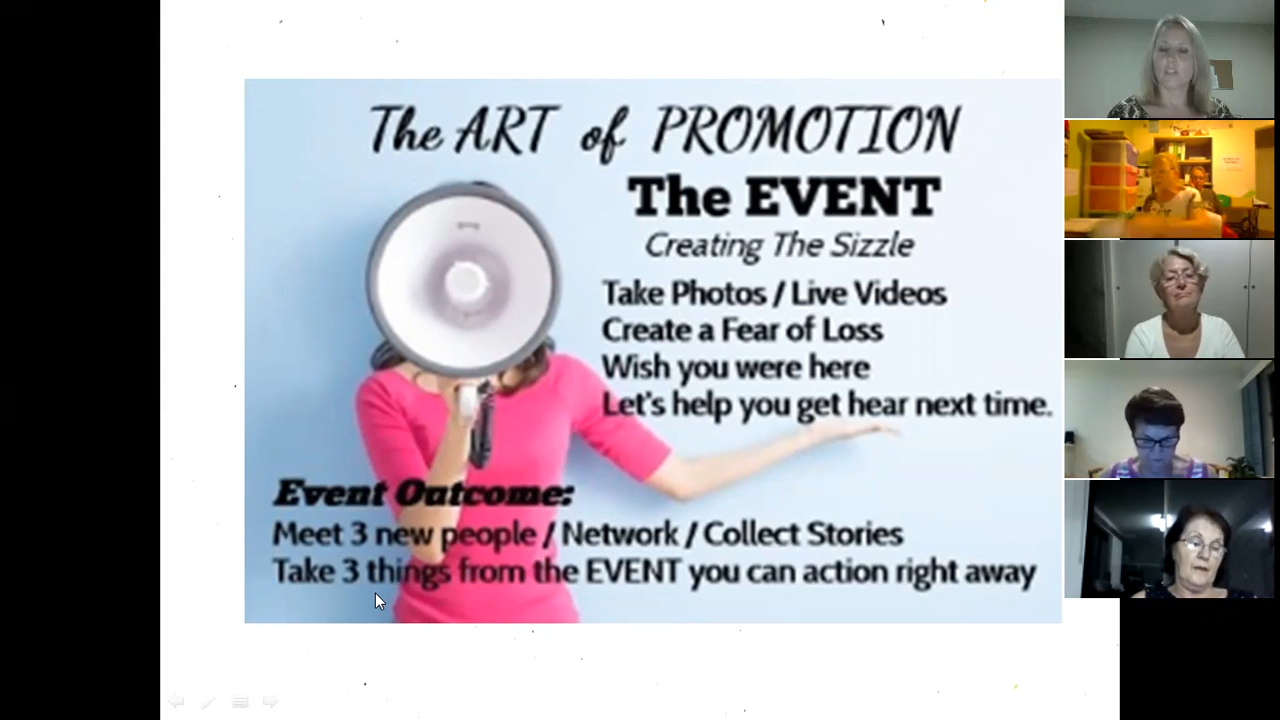 The ART of PROMOTION
The EVENT
Creating The Sizzle
Take Photos / Live Videos
Create a Fear of Loss
Wish you were here
Let's help you get hear next time.
Event Outcome:
Meet 3 new people / Network / Collect Stories
Take 3 things from the EVENT you can action right away